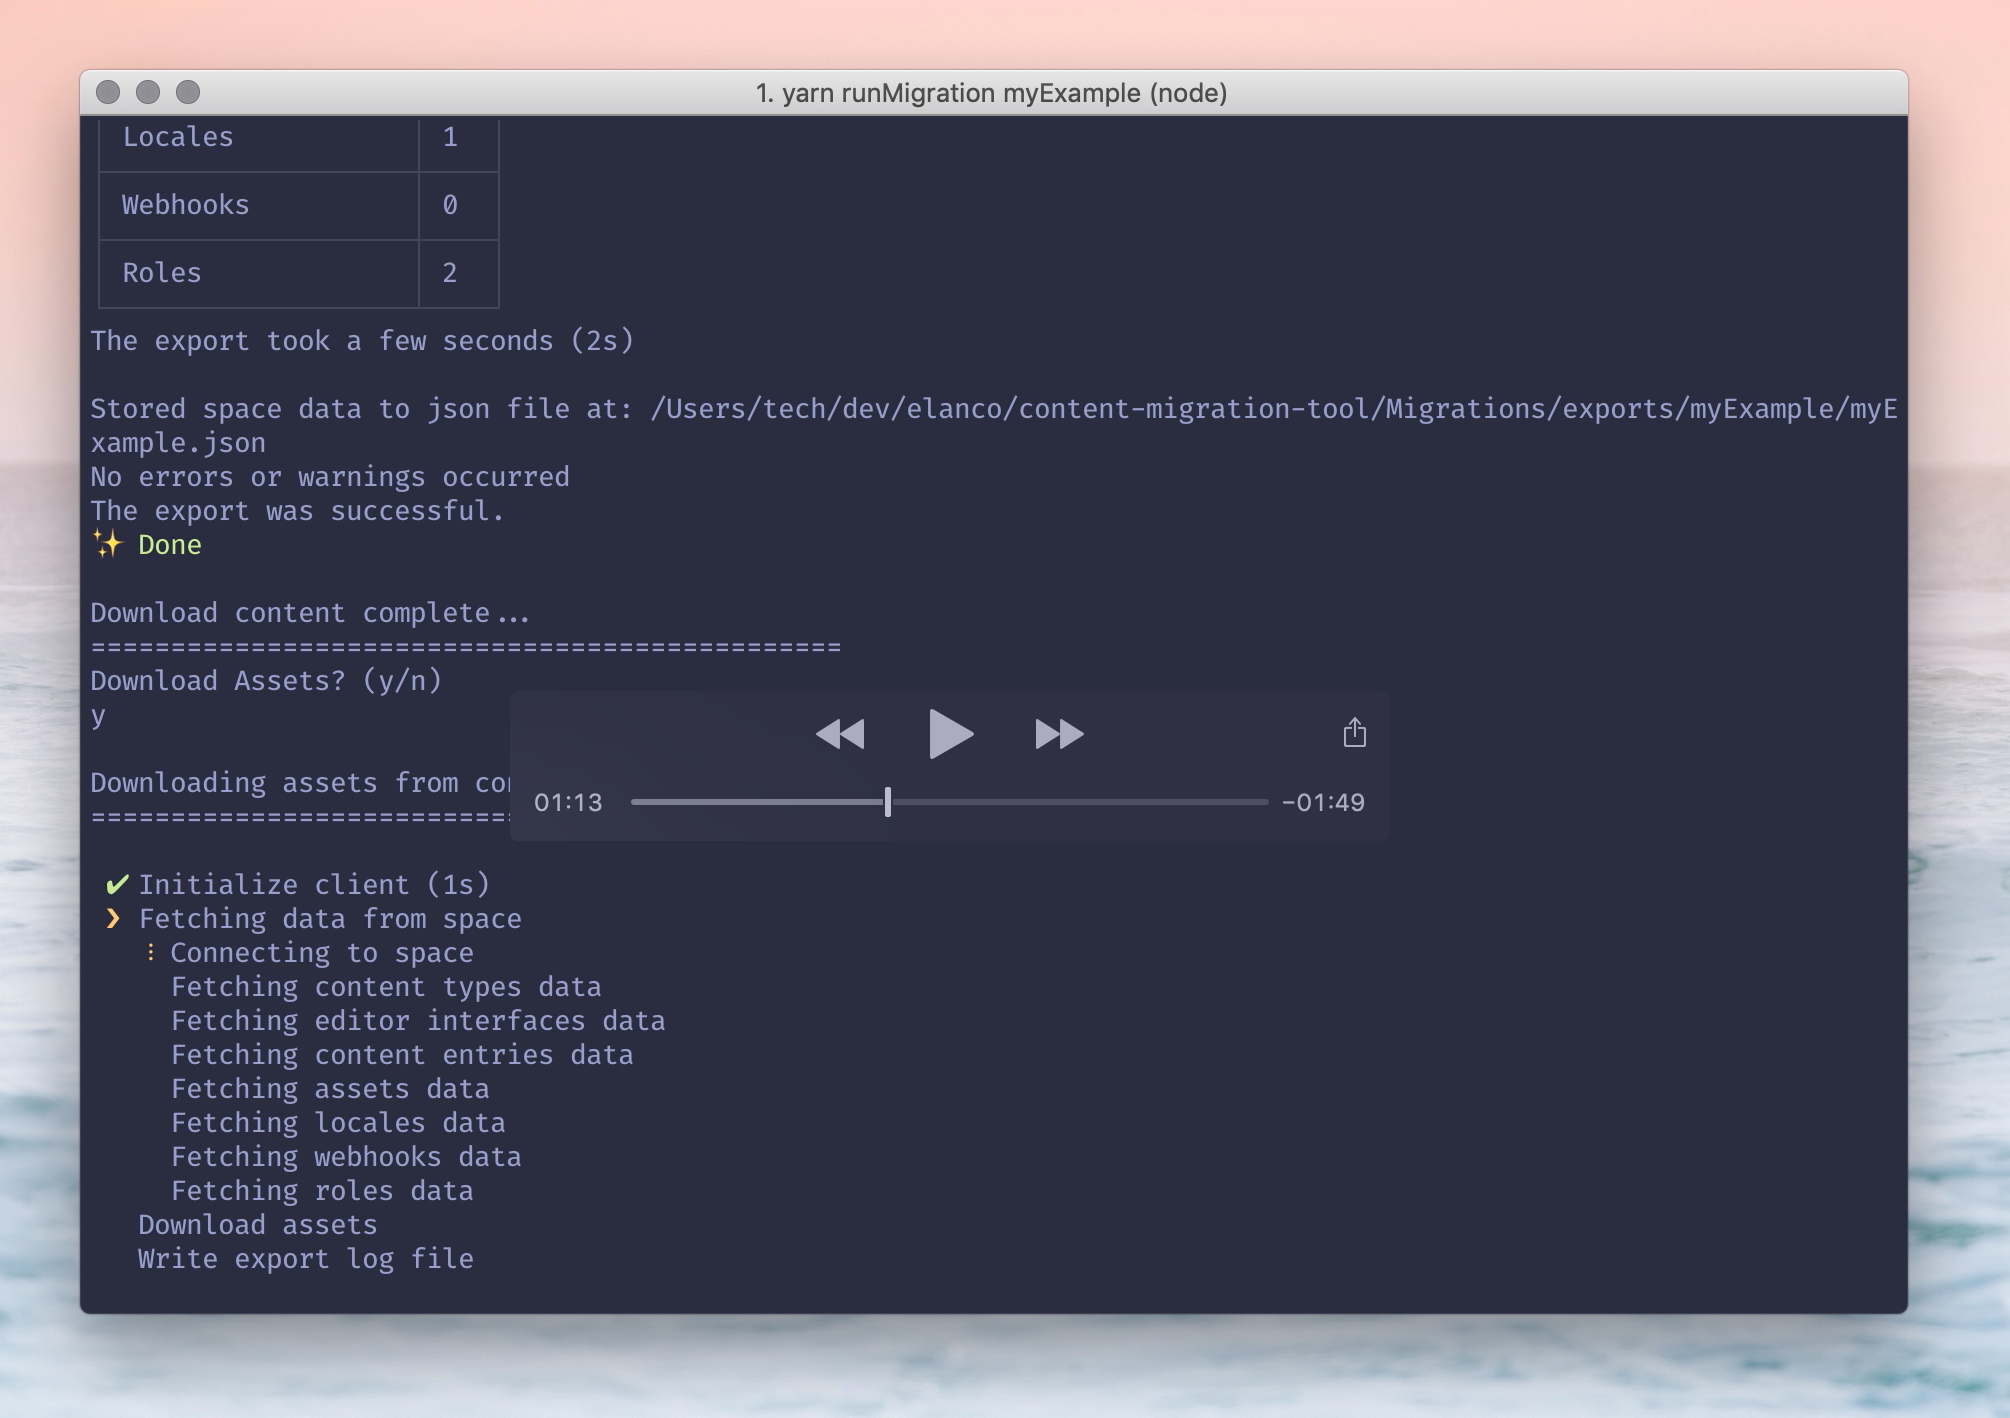 1. yarn runMigration myExample (node)
Locales 1
Webhooks 0
Roles 2
The export took a few seconds (2s)
Stored space data to json file at: /Users/tech/dev/elanco/content-migration-tool/Migrations/exports/myExample/myE
xample.json
No errors or warnings occurred
The export was successful.
✨ Done
Download content complete...
===============================================
Download Assets? (y/n)
y
Downloading assets from
===========================
01:13 -01:49
✔ Initialize client (1s)
❯ Fetching data from space
⋮ Connecting to space
Fetching content types data
Fetching editor interfaces data
Fetching content entries data
Fetching assets data
Fetching locales data
Fetching webhooks data
Fetching roles data
Download assets
Write export log file